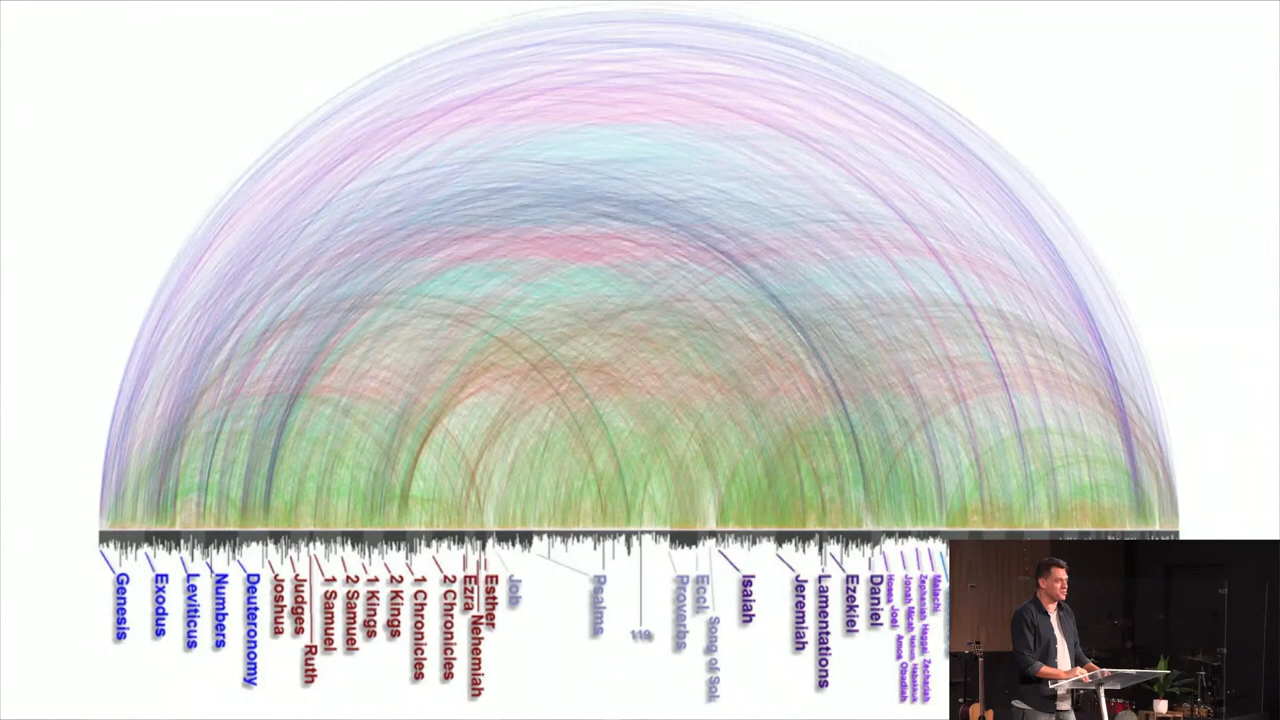 Genesis
Exodus
Leviticus
Numbers
Deuteronomy
Joshua
Judges
Ruth
1 Samuel
2 Samuel
1 Kings
2 Kings
1 Chronicles
2 Chronicles
Ezra
Nehemiah
Esther
Job
Psalms
119
Proverbs
Eccl
Song of Sol.
Isaiah
Jeremiah
Lamentations
Ezekiel
Daniel
Hosea
Joel
Amos
Obadiah
Jonah
Micah
Nahum
Habakkuk
Zephaniah
Haggai
Zechariah
Malachi